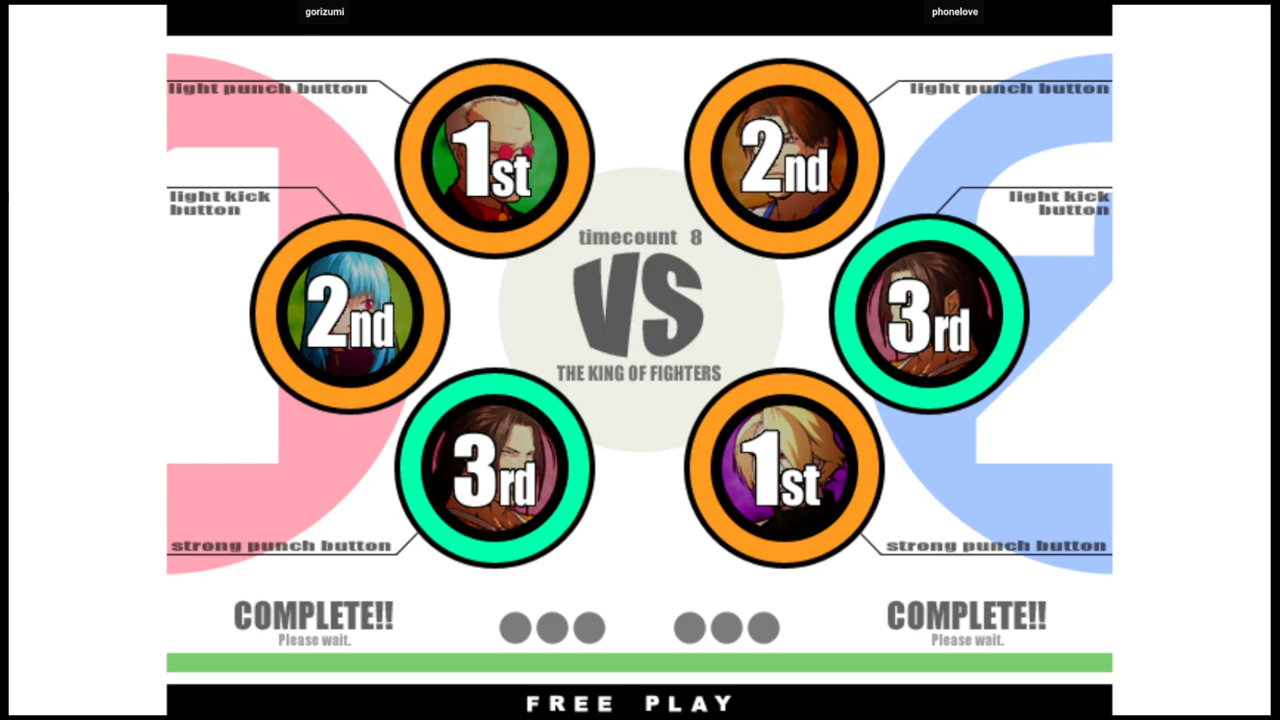 gorizumi
phonelove
light punch button
light punch button
1st
2nd
light kick
button
light kick
button
timecount 8
VS
THE KING OF FIGHTERS
2nd
3rd
3rd
1st
strong punch button
strong punch button
COMPLETE!!
Please wait.
COMPLETE!!
Please wait.
FREE PLAY